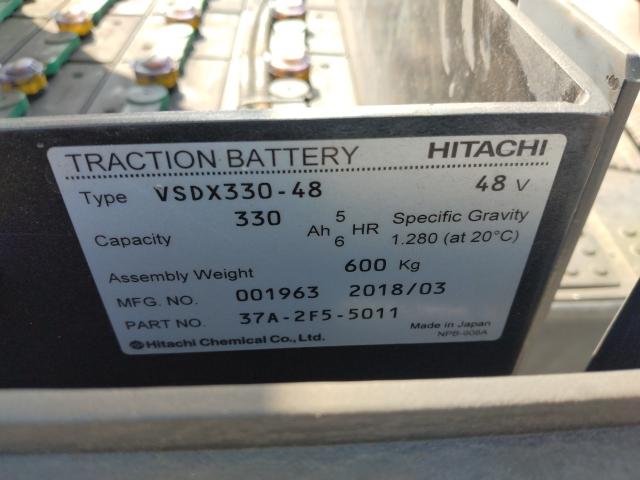 TRACTION BATTERY HITACHI
Type VSDX330-48 48 V
Capacity 330 Ah 5 6 HR Specific Gravity 1.280 (at 20°C)
Assembly Weight 600 Kg
MFG. NO. 001963 2018/03
PART NO. 37A-2F5-5011 Made in Japan
Hitachi Chemical Co., Ltd. NPB-908A